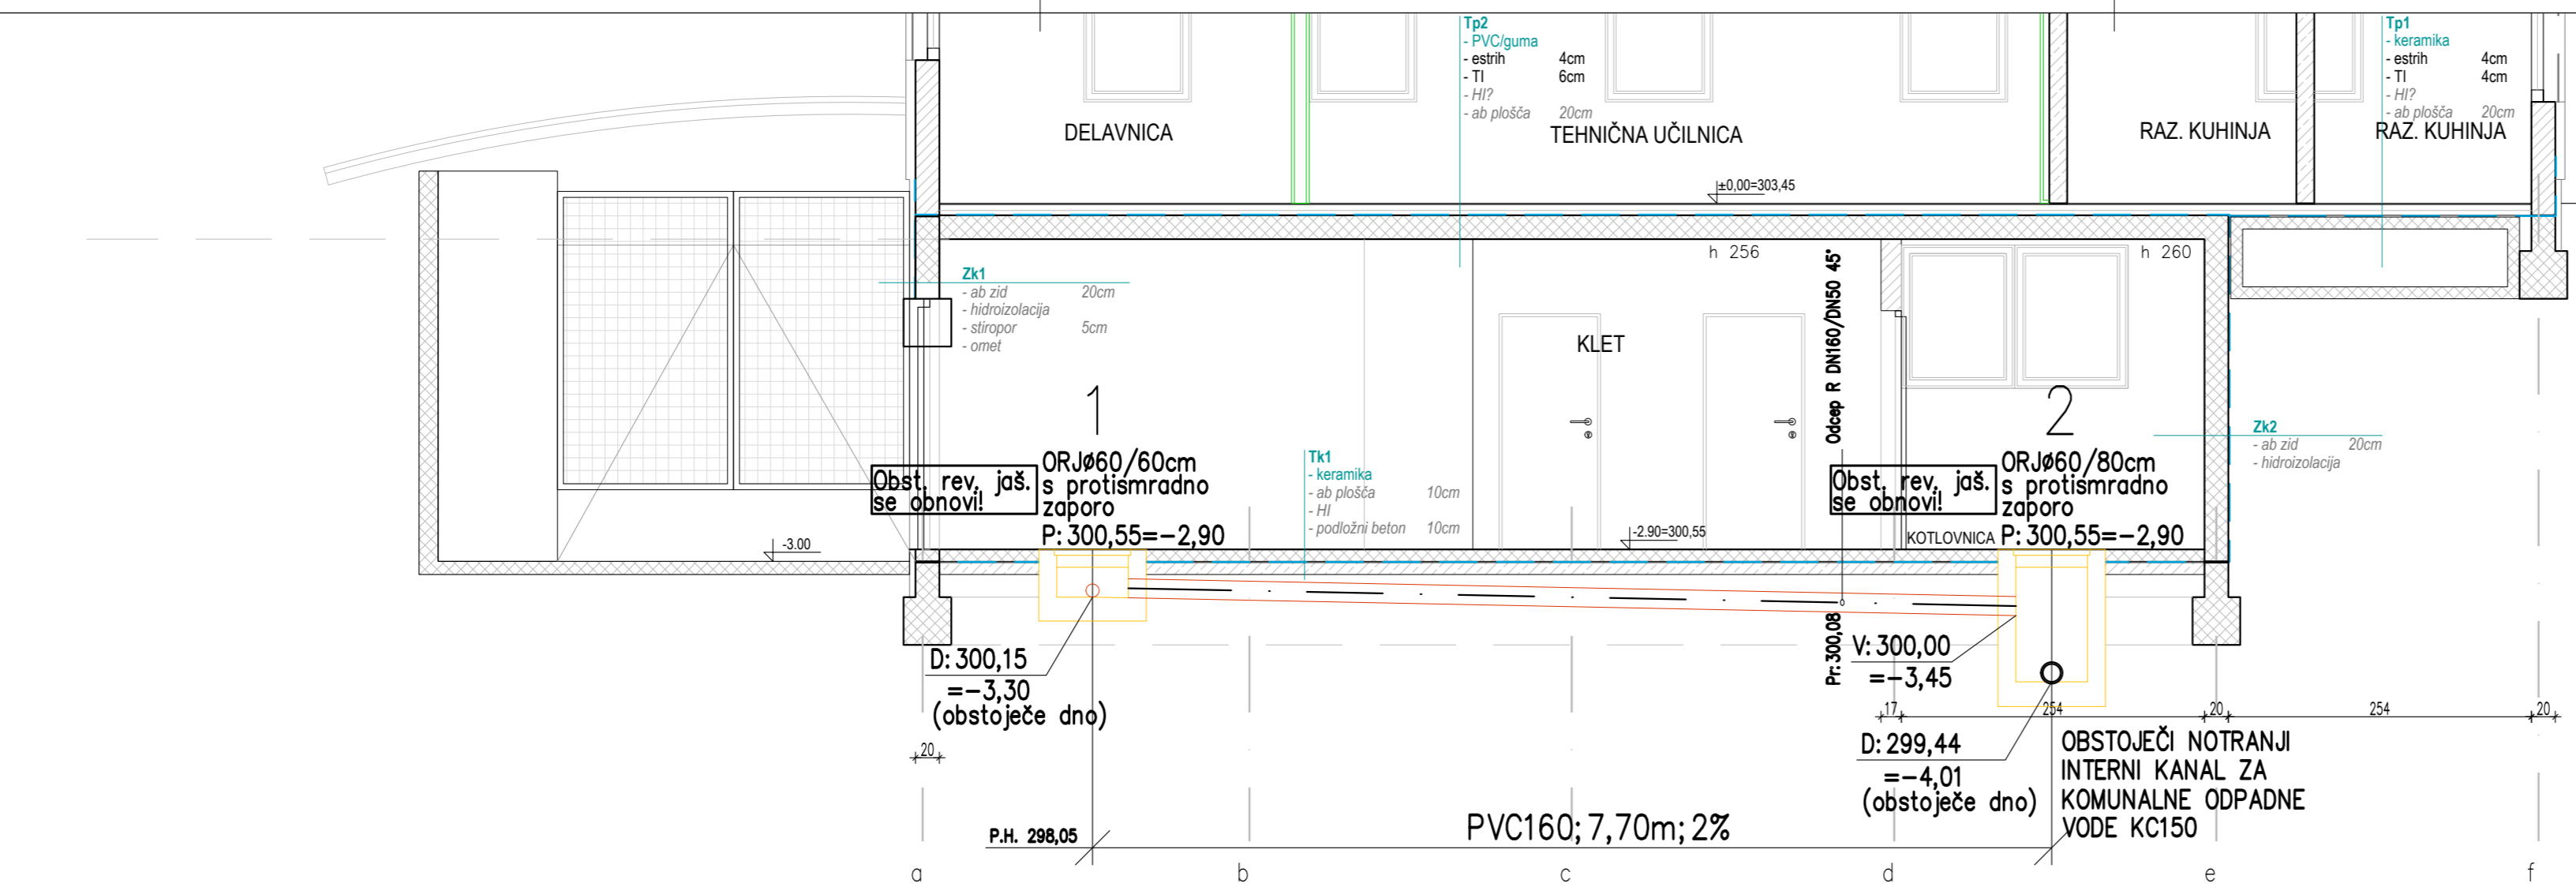 Tp2
- PVC/guma
- estrih 4cm
- TI 6cm
- HI?
- ab plošča 20cm
Tp1
- keramika
- estrih 4cm
- TI 4cm
- HI?
- ab plošča 20cm
DELAVNICA
TEHNIČNA UČILNICA
RAZ. KUHINJA
RAZ. KUHINJA
±0,00=303,45
h 256
h 260
Zk1
- ab zid 20cm
- hidroizolacija
- stiropor 5cm
- omet
KLET
Odcep R DN160/DN50 45°
1
ORJø60/60cm
s protismradno
zaporo
P: 300,55=-2,90
Obst. rev. jaš.
se obnovi!
Tk1
- keramika
- ab plošča 10cm
- HI
- podložni beton 10cm
2
ORJø60/80cm
s protismradno
zaporo
P: 300,55=-2,90
Obst. rev. jaš.
se obnovi!
Zk2
- ab zid 20cm
- hidroizolacija
-3.00
-2.90=300,55
KOTLOVNICA
D: 300,15
=-3,30
(obstoječe dno)
Pr: 300,08
V: 300,00
=-3,45
17
254
20
254
20
20
D: 299,44
=-4,01
(obstoječe dno)
OBSTOJEČI NOTRANJI
INTERNI KANAL ZA
KOMUNALNE ODPADNE
VODE KC150
P.H. 298,05
PVC160; 7,70m; 2%
a
b
c
d
e
f